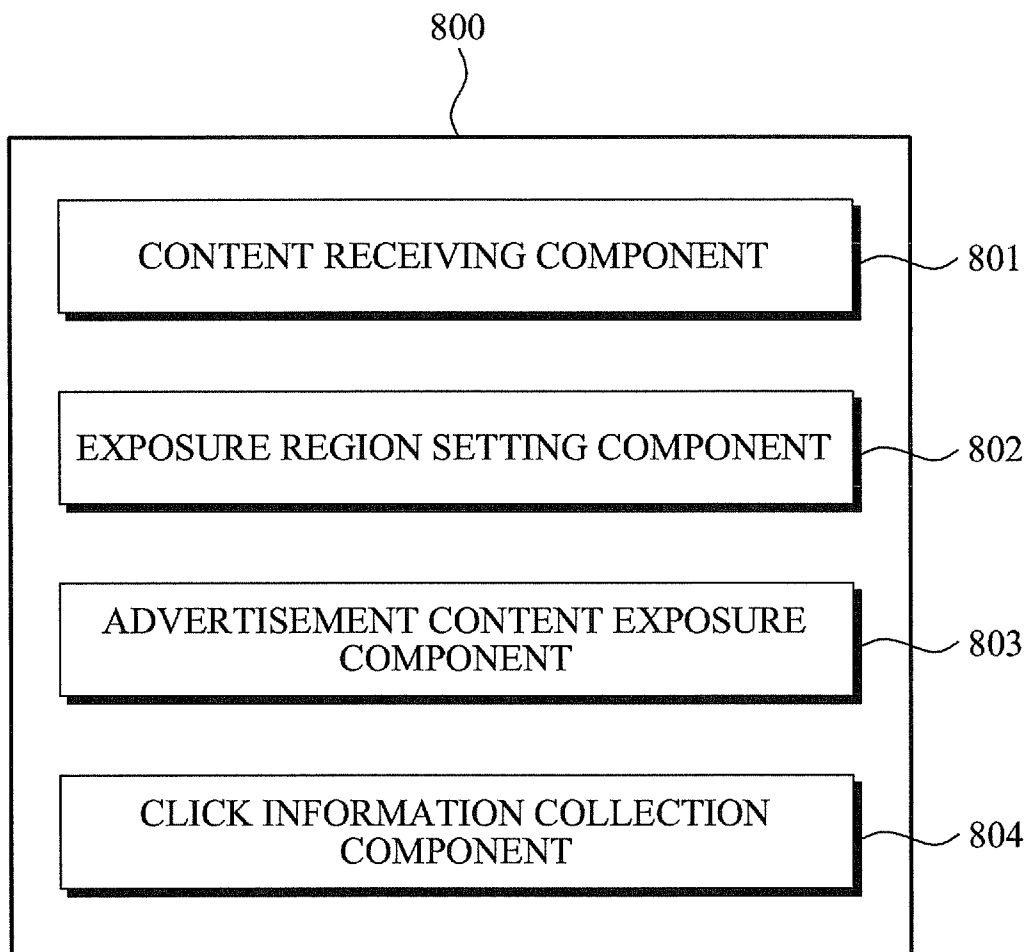 800
CONTENT RECEIVING COMPONENT
801
EXPOSURE REGION SETTING COMPONENT
802
ADVERTISEMENT CONTENT EXPOSURE
COMPONENT
803
CLICK INFORMATION COLLECTION
COMPONENT
804